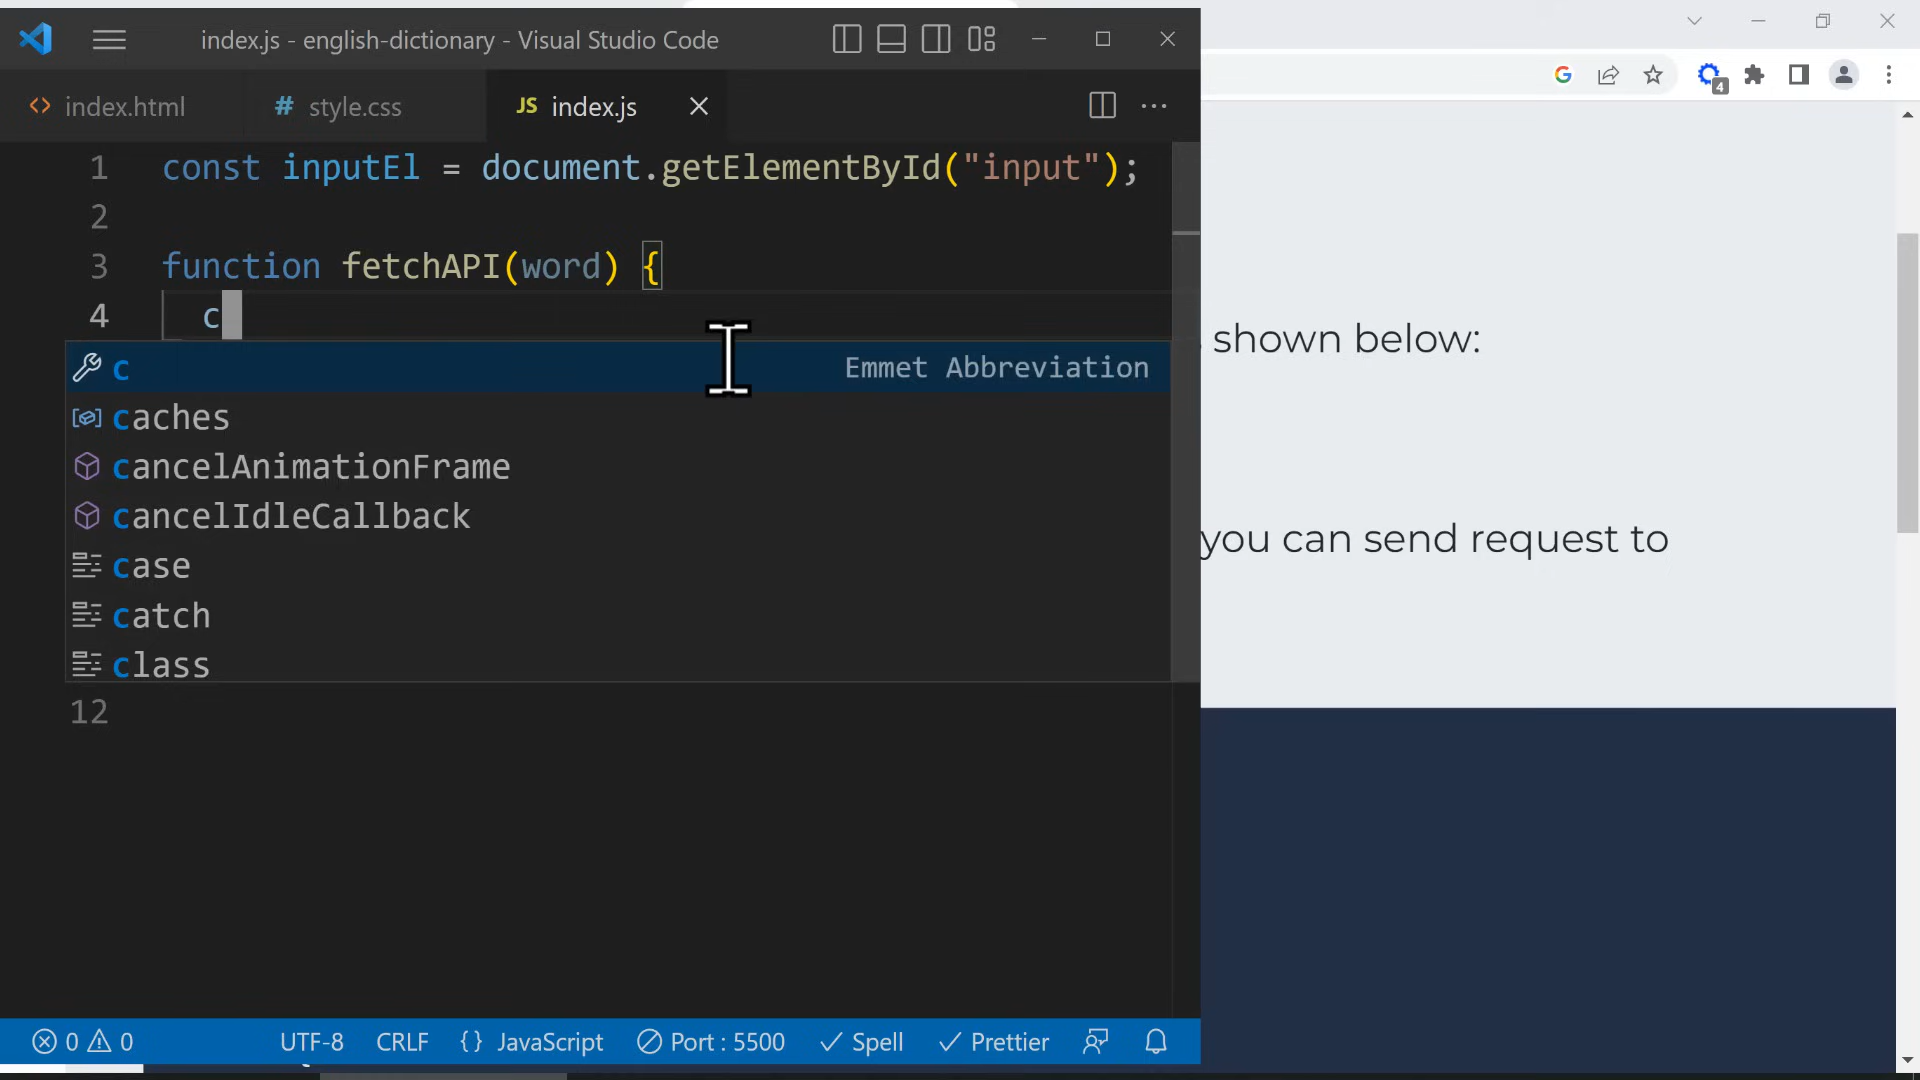 index.js - english-dictionary - Visual Studio Code
index.html
# style.css
JS index.js
4
1 const inputEl = document.getElementById("input");
2
3 function fetchAPI(word) {
4 c
c Emmet Abbreviation
caches
cancelAnimationFrame
cancelIdleCallback
case
catch
class
12
shown below:
you can send request to
0 0 UTF-8 CRLF {} JavaScript Port : 5500 Spell Prettier